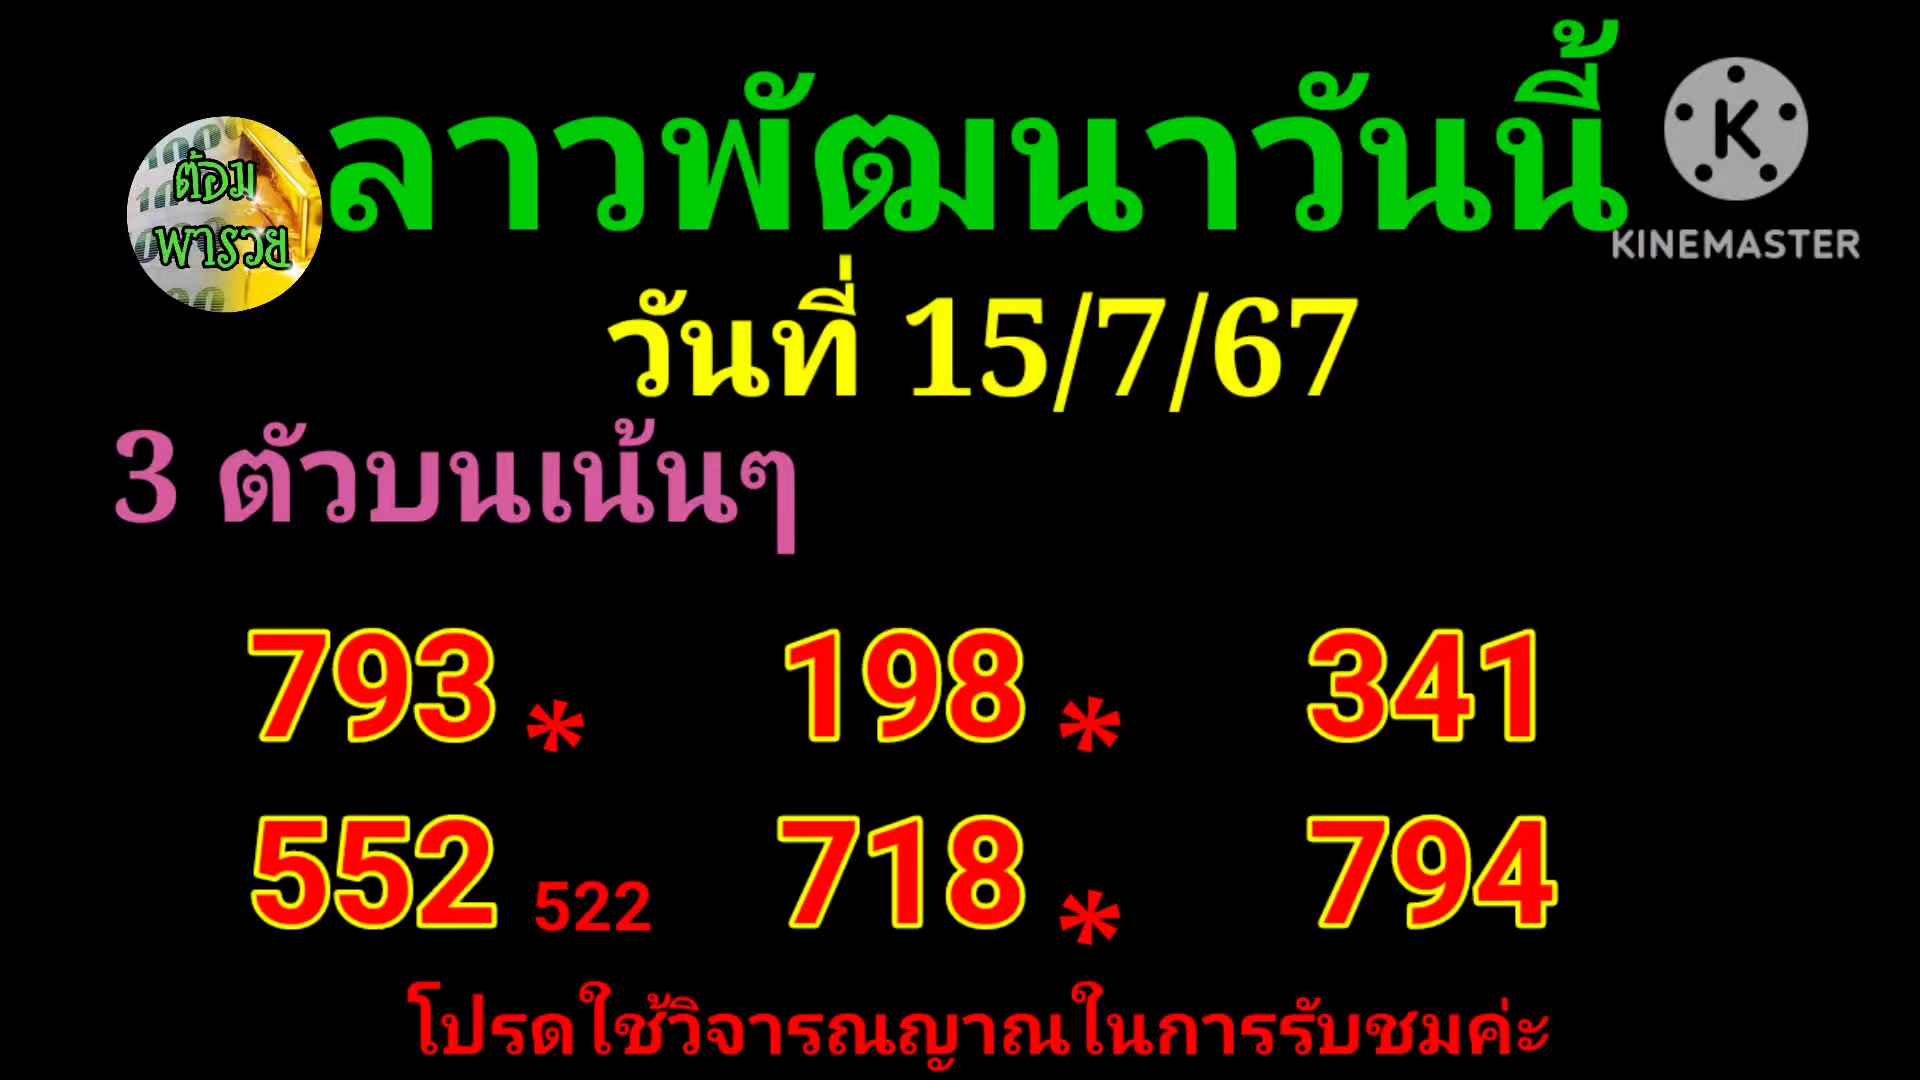 ลาวพัฒนาวันนี้
ต้อม
พารวย
KINEMASTER
วันที่ 15/7/67
3 ตัวบนเน้นๆ
793 * 198 * 341
552 522 718 * 794
โปรดใช้วิจารณญาณในการรับชมค่ะ